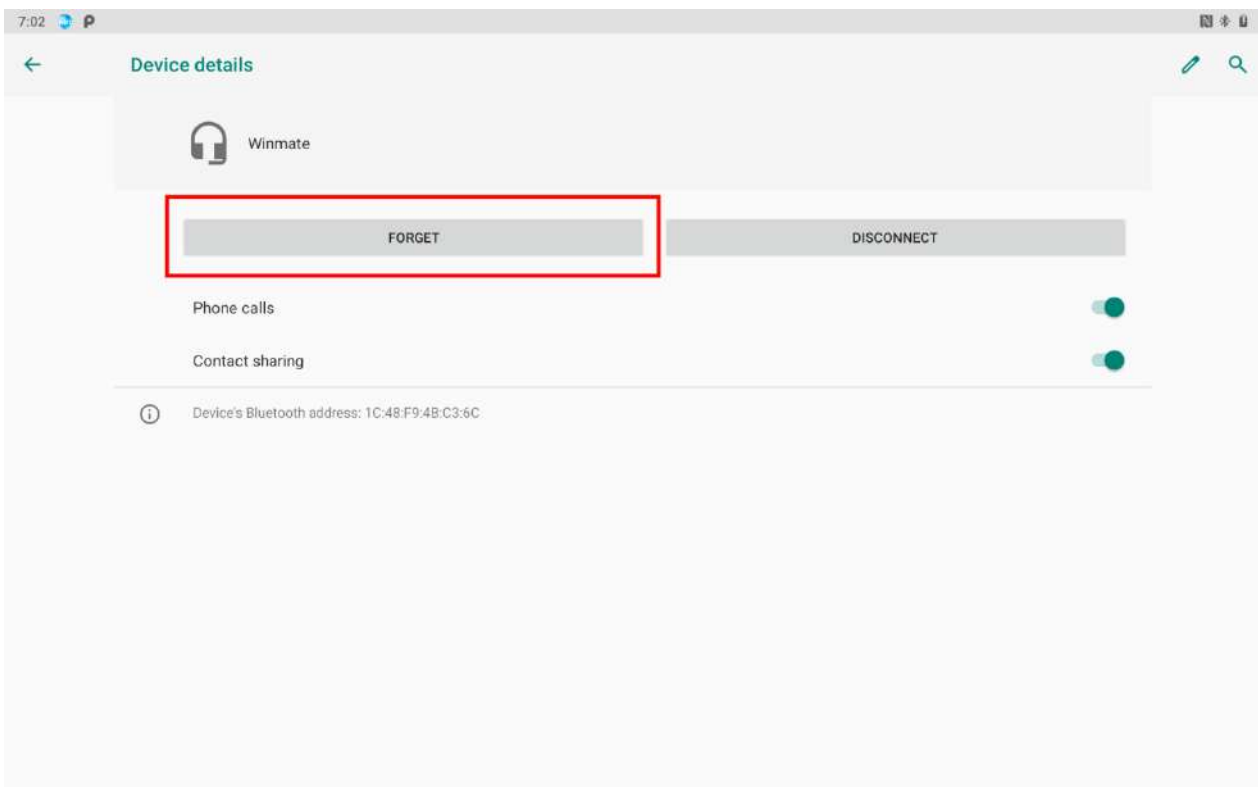 7:02
Device details
Winmate
FORGET
DISCONNECT
Phone calls
Contact sharing
Device's Bluetooth address: 1C:48:F9:4B:C3:6C